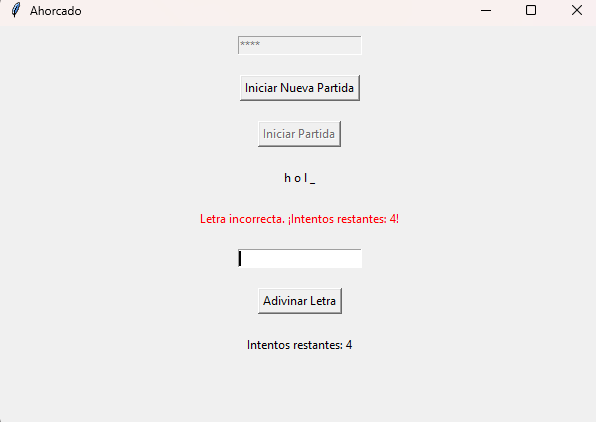 Ahorcado
****
Iniciar Nueva Partida
Iniciar Partida
h o l _
Letra incorrecta. ¡Intentos restantes: 4!
Adivinar Letra
Intentos restantes: 4